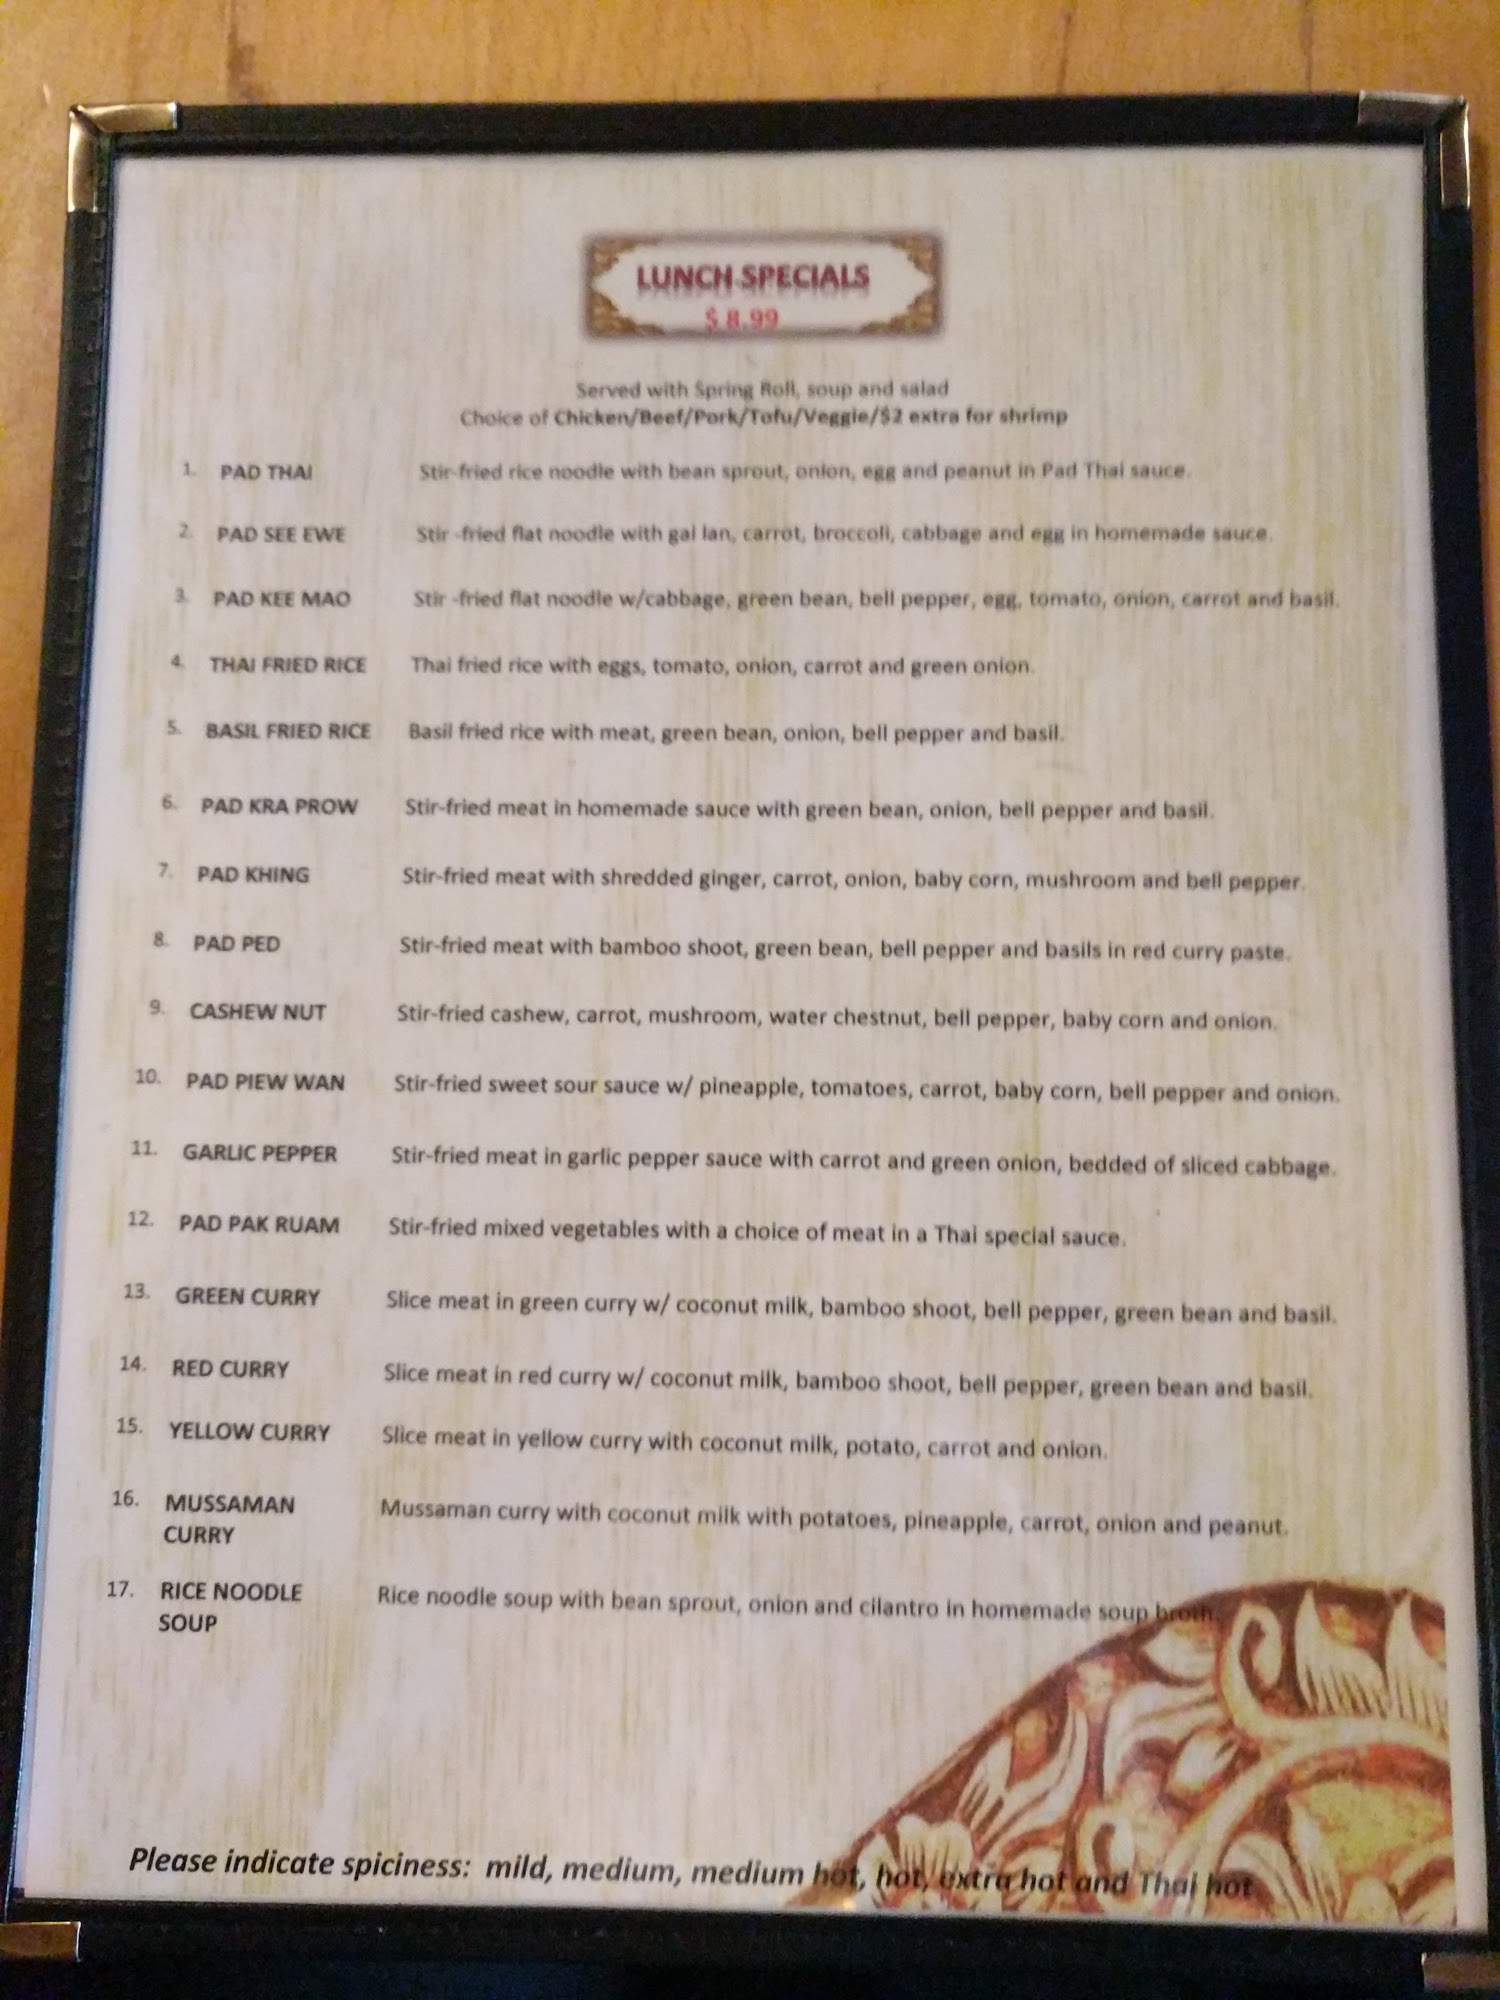 LUNCH SPECIALS
$ 8.99
Served with Spring Roll, soup and salad
Choice of Chicken/Beef/Pork/Tofu/Veggie/$2 extra for shrimp
1. PAD THAI Stir-fried rice noodle with bean sprout, onion, egg and peanut in Pad Thai sauce.
2. PAD SEE EWE Stir -fried flat noodle with gai lan, carrot, broccoli, cabbage and egg in homemade sauce.
3. PAD KEE MAO Stir -fried flat noodle w/cabbage, green bean, bell pepper, egg, tomato, onion, carrot and basil.
4. THAI FRIED RICE Thai fried rice with eggs, tomato, onion, carrot and green onion.
5. BASIL FRIED RICE Basil fried rice with meat, green bean, onion, bell pepper and basil.
6. PAD KRA PROW Stir-fried meat in homemade sauce with green bean, onion, bell pepper and basil.
7. PAD KHING Stir-fried meat with shredded ginger, carrot, onion, baby corn, mushroom and bell pepper.
8. PAD PED Stir-fried meat with bamboo shoot, green bean, bell pepper and basils in red curry paste.
9. CASHEW NUT Stir-fried cashew, carrot, mushroom, water chestnut, bell pepper, baby corn and onion.
10. PAD PIEW WAN Stir-fried sweet sour sauce w/ pineapple, tomatoes, carrot, baby corn, bell pepper and onion.
11. GARLIC PEPPER Stir-fried meat in garlic pepper sauce with carrot and green onion, bedded of sliced cabbage.
12. PAD PAK RUAM Stir-fried mixed vegetables with a choice of meat in a Thai special sauce.
13. GREEN CURRY Slice meat in green curry w/ coconut milk, bamboo shoot, bell pepper, green bean and basil.
14. RED CURRY Slice meat in red curry w/ coconut milk, bamboo shoot, bell pepper, green bean and basil.
15. YELLOW CURRY Slice meat in yellow curry with coconut milk, potato, carrot and onion.
16. MUSSAMAN Mussaman curry with coconut milk with potatoes, pineapple, carrot, onion and peanut.
CURRY
17. RICE NOODLE Rice noodle soup with bean sprout, onion and cilantro in homemade soup broth.
SOUP
Please indicate spiciness: mild, medium, medium hot, hot, extra hot and Thai hot